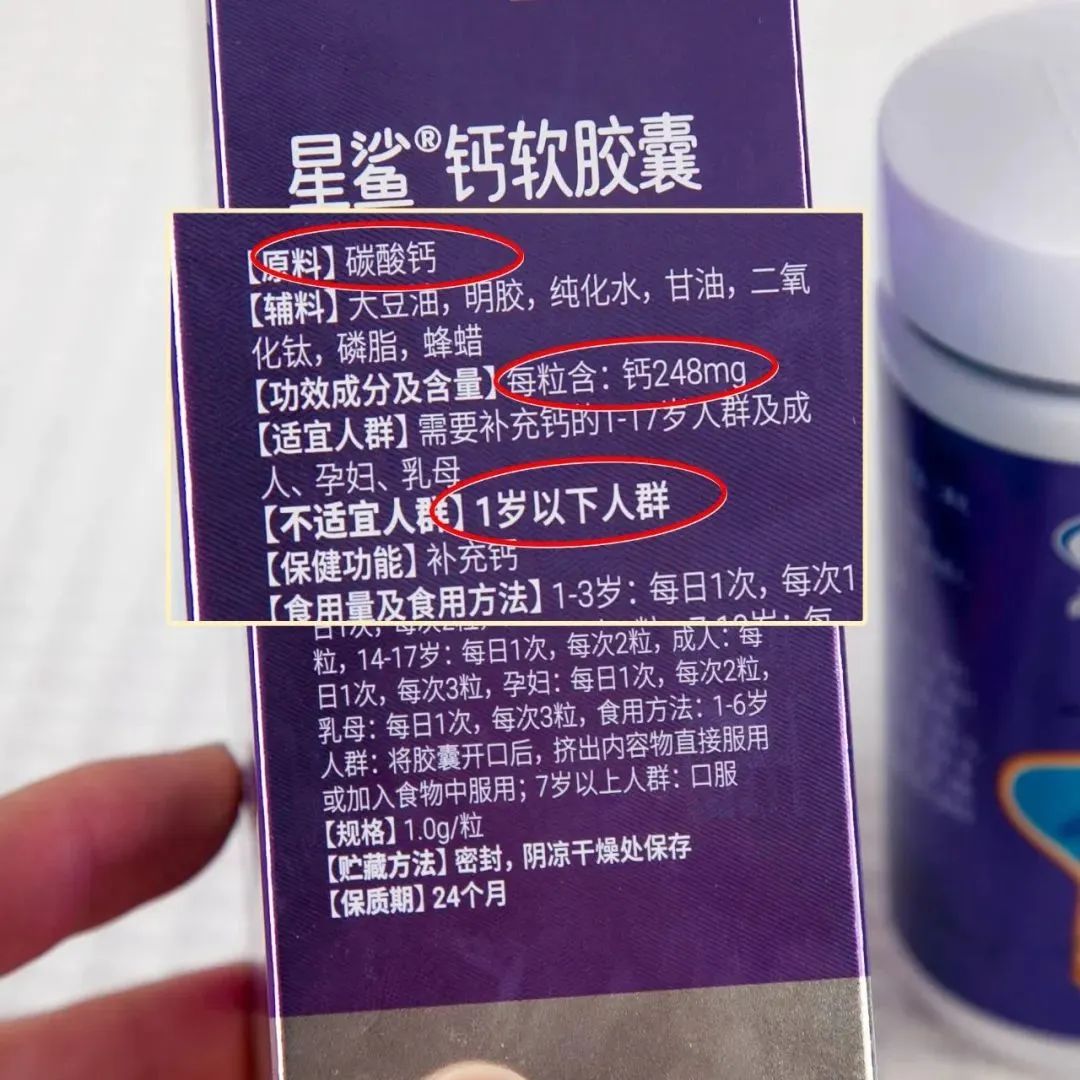 星鲨®钙软胶囊
【原料】碳酸钙
【辅料】大豆油，明胶，纯化水，甘油，二氧
化钛，磷脂，蜂蜡
【功效成分及含量】每粒含：钙248mg
【适宜人群】需要补充钙的1-17岁人群及成
人、孕妇、乳母
【不适宜人群】1岁以下人群
【保健功能】补充钙
【食用量及食用方法】1-3岁：每日1次，每次1
日1次，每次2粒，
粒，14-17岁：每日1次，每次2粒，成人：每
日1次，每次3粒，孕妇：每日1次，每次2粒，
乳母：每日1次，每次3粒，食用方法：1-6岁
人群：将胶囊开口后，挤出内容物直接服用
或加入食物中服用；7岁以上人群：口服
【规格】1.0g/粒
【贮藏方法】密封，阴凉干燥处保存
【保质期】24个月